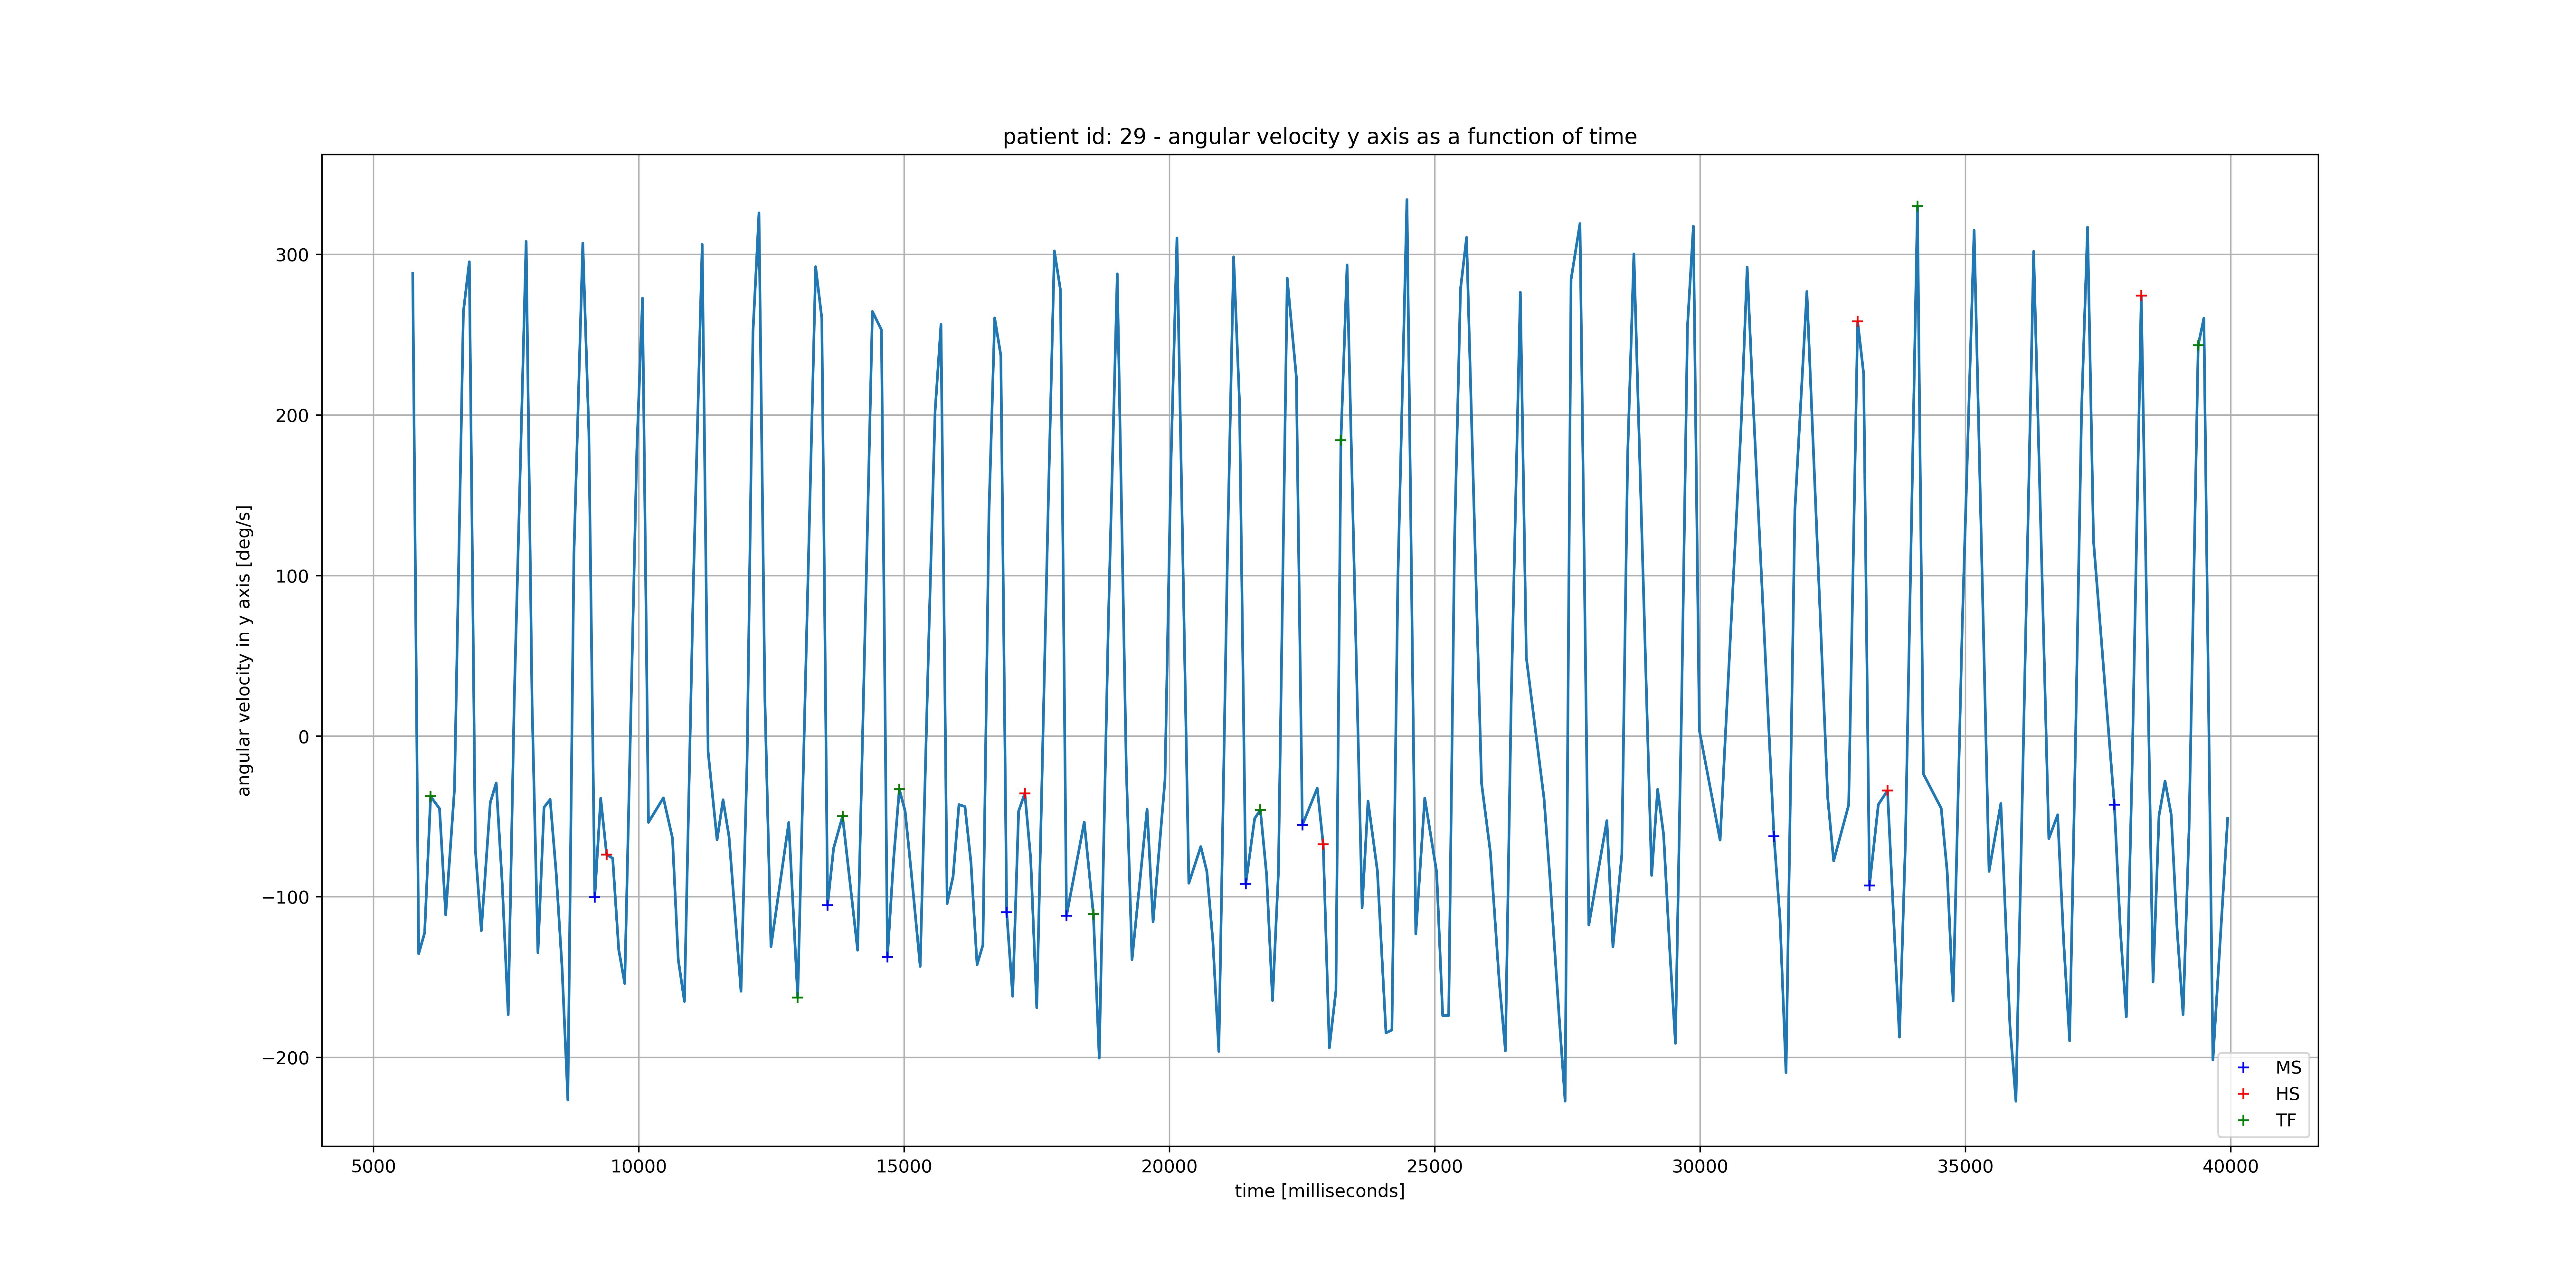 patient id: 29 - angular velocity y axis as a function of time
angular velocity in y axis [deg/s]
300
200
100
0
−100
−200
5000
10000
15000
20000
25000
30000
35000
40000
time [milliseconds]
MS
HS
TF